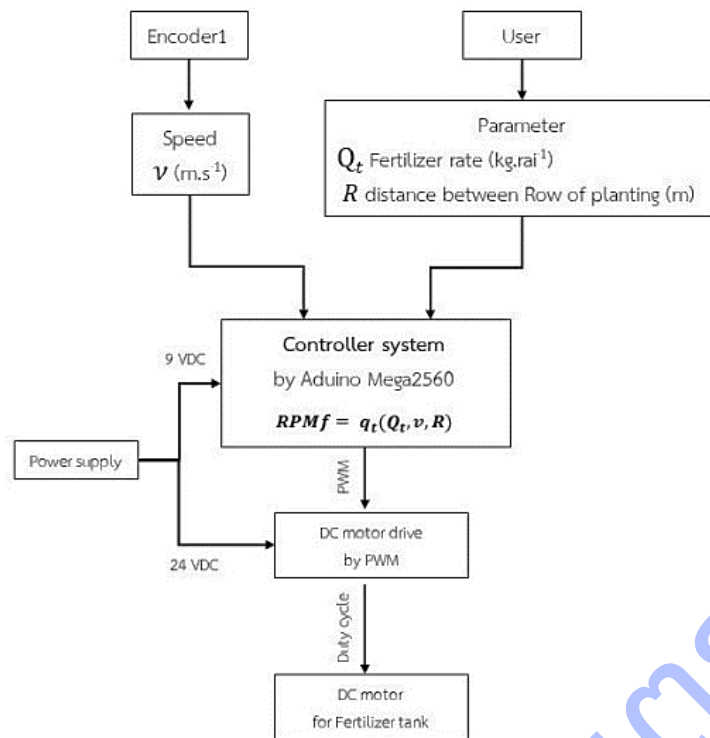 Encoder1
User
Speed
v (m.s⁻¹)
Parameter
Qₜ Fertilizer rate (kg.rai⁻¹)
R distance between Row of planting (m)
Controller system
by Aduino Mega2560
RPMf = qₜ(Qₜ, v, R)
9 VDC
Power supply
24 VDC
PWM
DC motor drive
by PWM
Duty cycle
DC motor
for Fertilizer tank